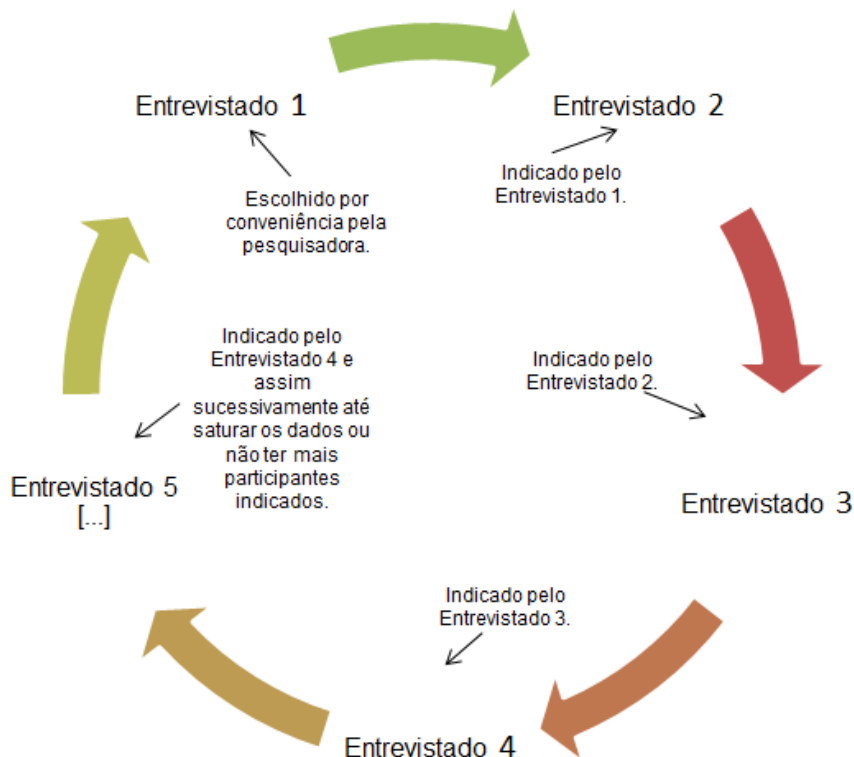 Entrevistado 1
Escolhido por
conveniência pela
pesquisadora.
Entrevistado 2
Indicado pelo
Entrevistado 1.
Indicado pelo
Entrevistado 2.
Entrevistado 3
Indicado pelo
Entrevistado 3.
Entrevistado 4
Indicado pelo
Entrevistado 4 e
assim
sucessivamente até
saturar os dados ou
não ter mais
participantes
indicados.
Entrevistado 5
[...]